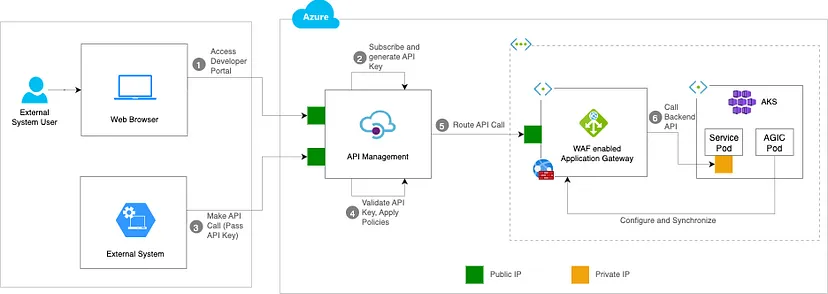 Azure
External
System User
Web Browser
1
Access
Developer
Portal
2
Subscribe and
generate API
Key
API Management
External System
3
Make API
Call (Pass
API Key)
4
Validate API
Key, Apply
Policies
5
Route API Call
WAF enabled
Application Gateway
6
Call
Backend
API
AKS
Service
Pod
AGIC
Pod
Configure and Synchronize
Public IP
Private IP